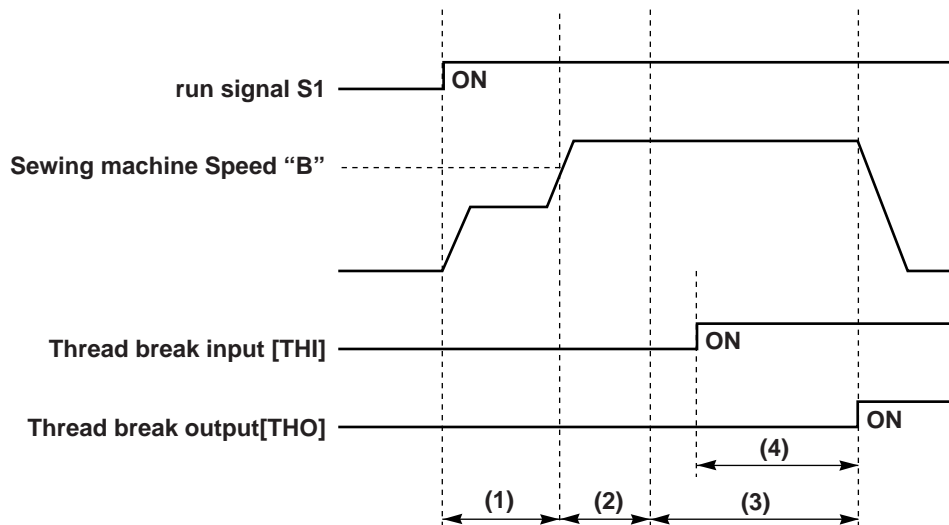 run signal S1
ON
Sewing machine Speed “B”
Thread break input [THI]
ON
Thread break output[THO]
ON
(4)
(1)
(2)
(3)